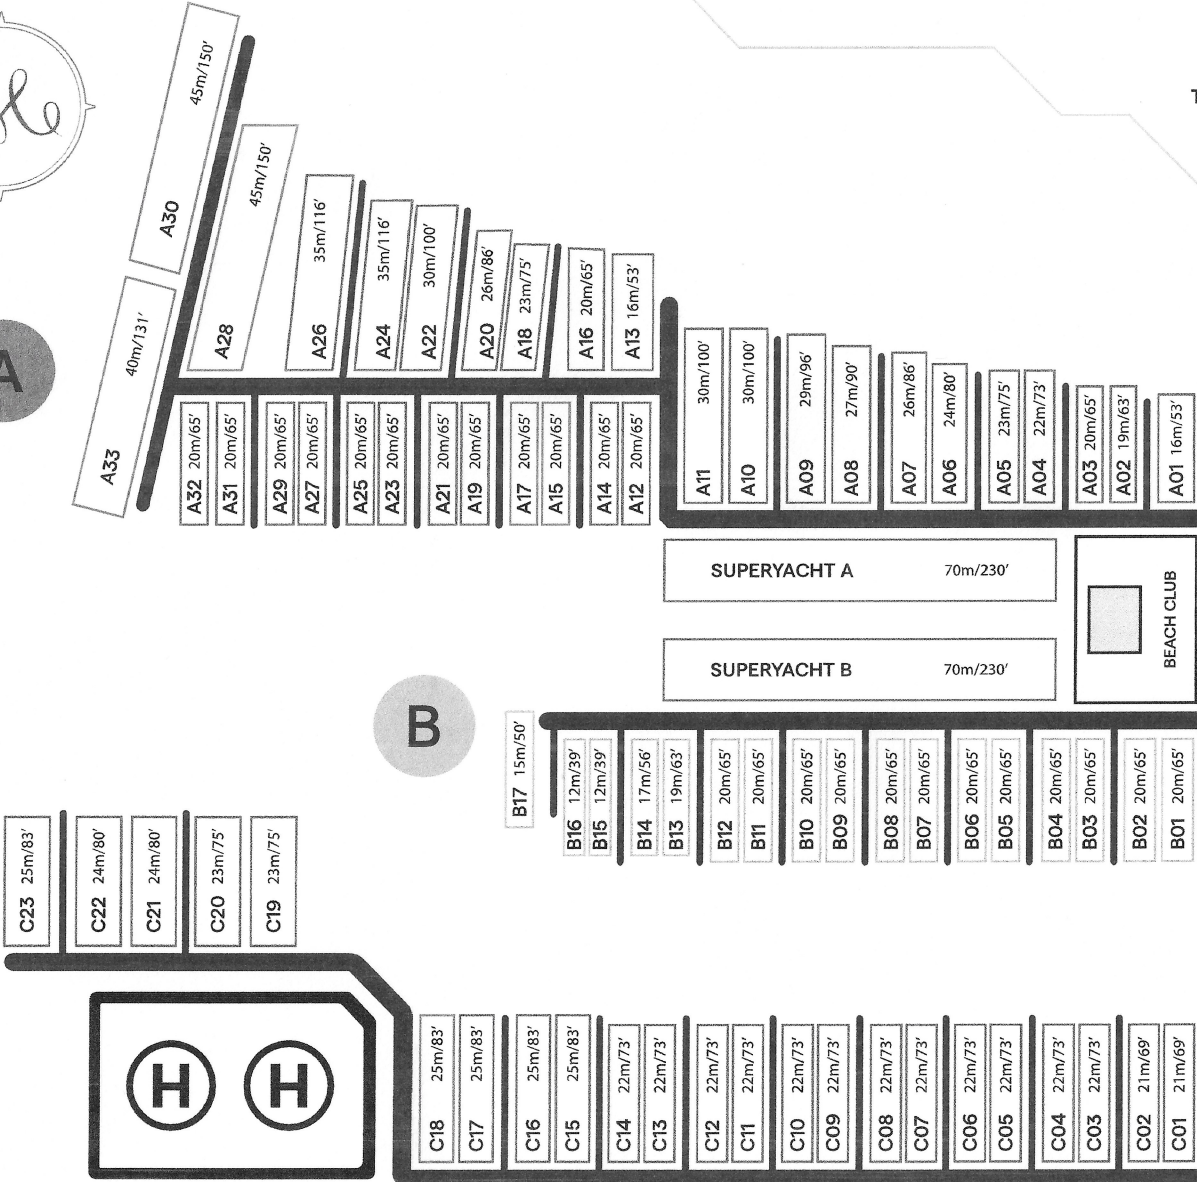 A30 45m/150′
A33 40m/131′
A28 45m/150′
A26 35m/116′
A24 35m/116′
A22 30m/100′
A20 26m/86′
A18 23m/75′
A16 20m/65′
A13 16m/53′
A
A11 30m/100′
A10 30m/100′
A09 29m/96′
A08 27m/90′
A07 26m/86′
A06 24m/80′
A05 23m/75′
A04 22m/73′
A03 20m/65′
A02 19m/63′
A01 16m/53′
A32 20m/65′
A31 20m/65′
A29 20m/65′
A27 20m/65′
A25 20m/65′
A23 20m/65′
A21 20m/65′
A19 20m/65′
A17 20m/65′
A15 20m/65′
A14 20m/65′
A12 20m/65′
SUPERYACHT A 70m/230′
SUPERYACHT B 70m/230′
BEACH CLUB
B
B17 15m/50′
B16 12m/39′
B15 12m/39′
B14 17m/56′
B13 19m/63′
B12 20m/65′
B11 20m/65′
B10 20m/65′
B09 20m/65′
B08 20m/65′
B07 20m/65′
B06 20m/65′
B05 20m/65′
B04 20m/65′
B03 20m/65′
B02 20m/65′
B01 20m/65′
C23 25m/83′
C22 24m/80′
C21 24m/80′
C20 23m/75′
C19 23m/75′
H H
C18 25m/83′
C17 25m/83′
C16 25m/83′
C15 25m/83′
C14 22m/73′
C13 22m/73′
C12 22m/73′
C11 22m/73′
C10 22m/73′
C09 22m/73′
C08 22m/73′
C07 22m/73′
C06 22m/73′
C05 22m/73′
C04 22m/73′
C03 22m/73′
C02 21m/69′
C01 21m/69′